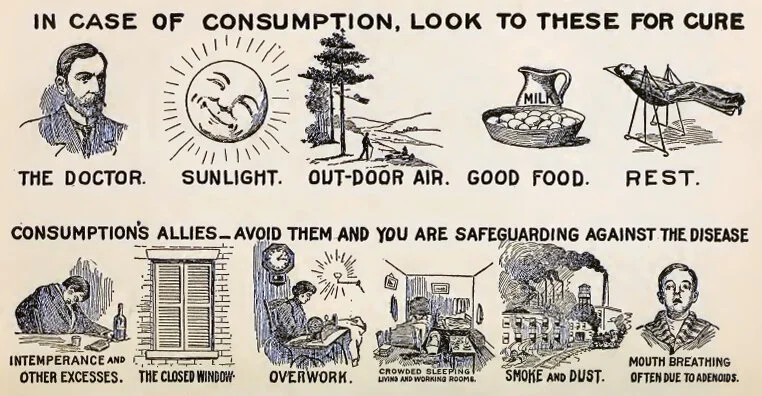 IN CASE OF CONSUMPTION, LOOK TO THESE FOR CURE
MILK
THE DOCTOR. SUNLIGHT. OUT-DOOR AIR. GOOD FOOD. REST.
CONSUMPTION'S ALLIES–AVOID THEM AND YOU ARE SAFEGUARDING AGAINST THE DISEASE
INTEMPERANCE AND
OTHER EXCESSES.
THE CLOSED WINDOW.
OVERWORK.
CROWDED SLEEPING
LIVING AND WORKING ROOMS.
SMOKE AND DUST.
MOUTH BREATHING
OFTEN DUE TO ADENOIDS.